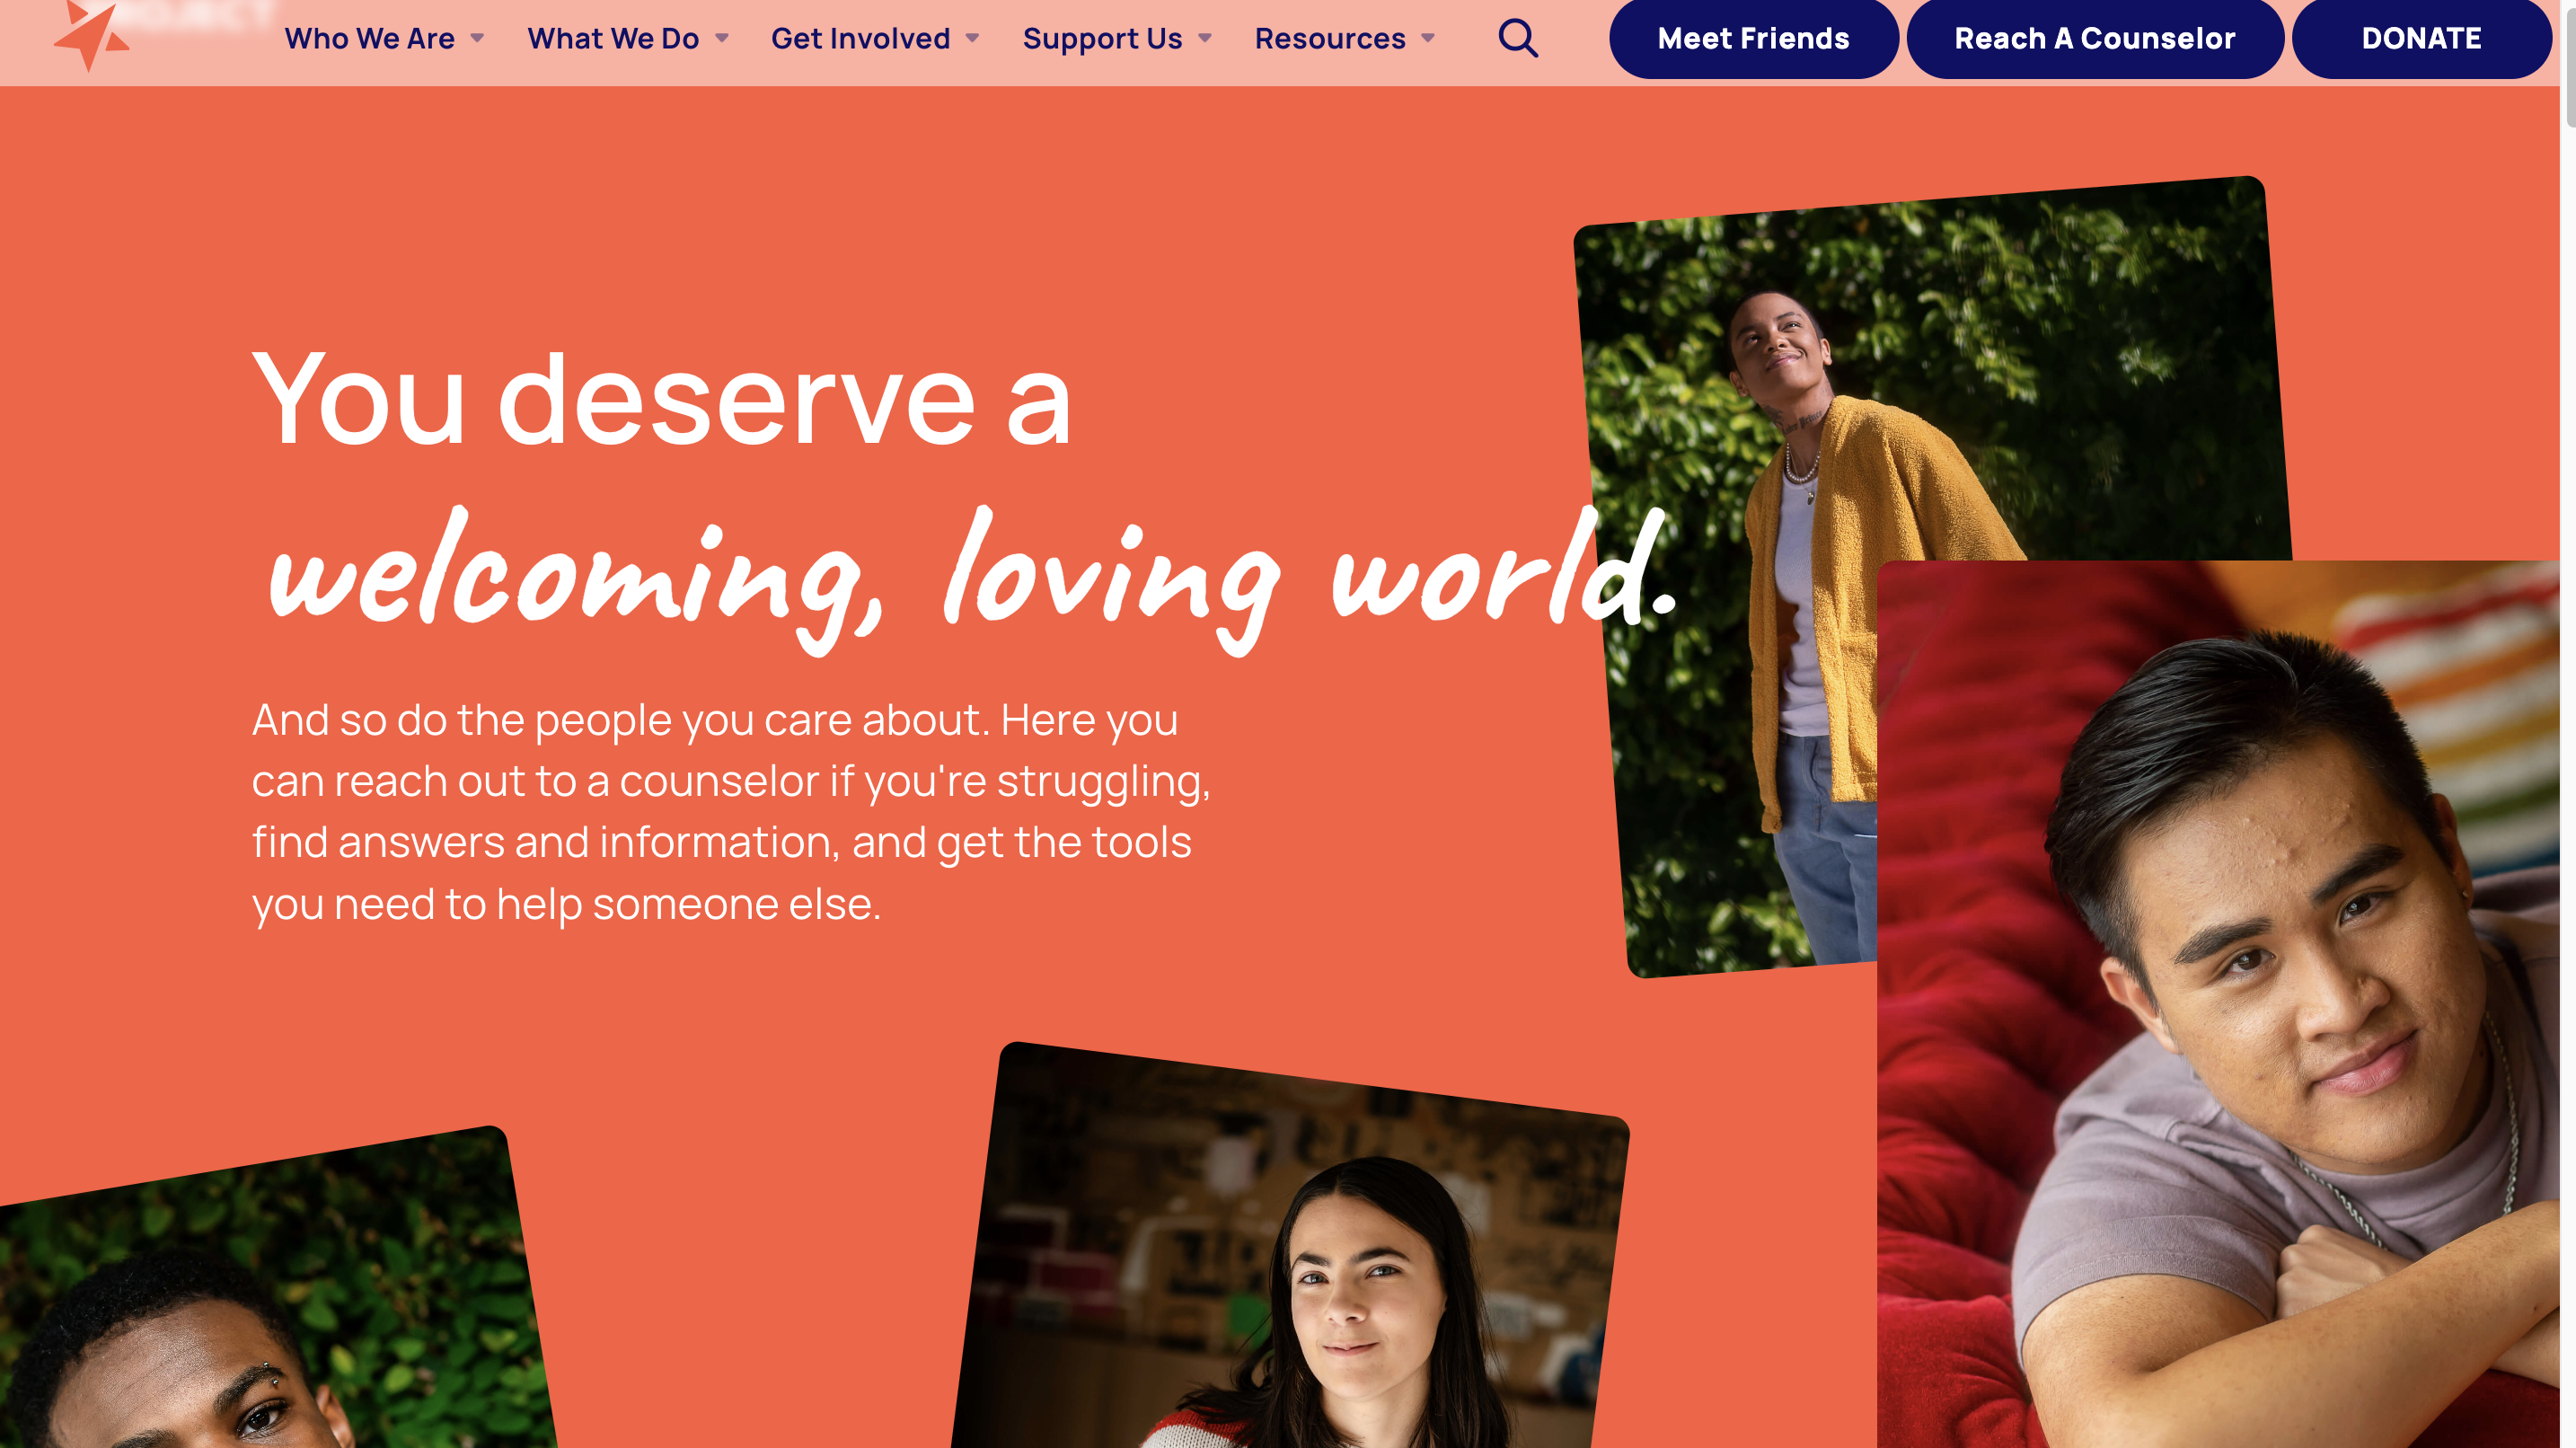 Who We Are What We Do Get Involved Support Us Resources Meet Friends Reach A Counselor DONATE
You deserve a
welcoming, loving world.
And so do the people you care about. Here you
can reach out to a counselor if you're struggling,
find answers and information, and get the tools
you need to help someone else.